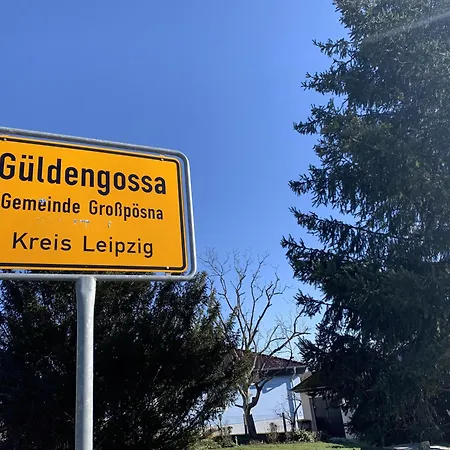 Güldengossa
Gemeinde Großpösna
Kreis Leipzig